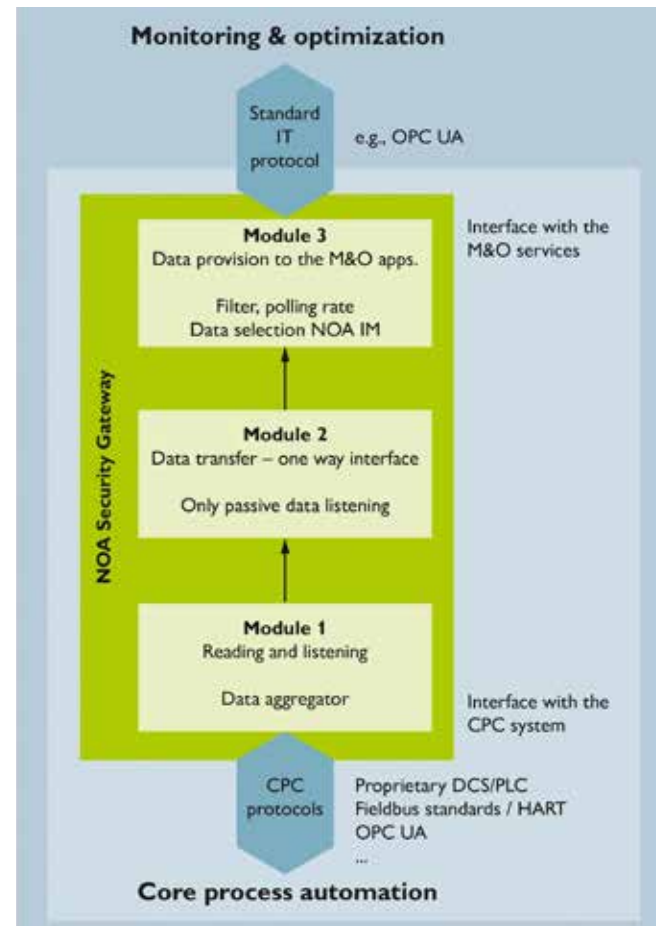 Monitoring & optimization
Standard
IT
protocol
e.g., OPC UA
Module 3
Data provision to the M&O apps.
Filter, polling rate
Data selection NOA IM
Interface with the
M&O services
NOA Security Gateway
Module 2
Data transfer – one way interface
Only passive data listening
Module 1
Reading and listening
Data aggregator
Interface with the
CPC system
CPC
protocols
Proprietary DCS/PLC
Fieldbus standards / HART
OPC UA
...
Core process automation